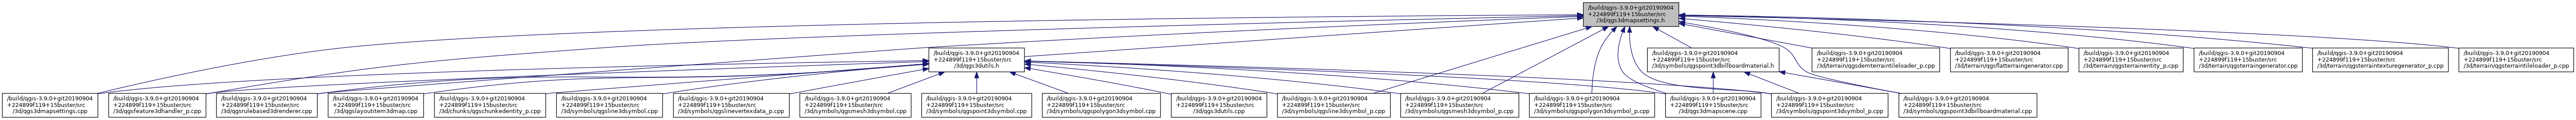 /build/qgis-3.9.0+git20190904
+224899f119+15buster/src
/3d/qgs3dmapsettings.h
/build/qgis-3.9.0+git20190904
+224899f119+15buster/src
/3d/qgs3dutils.h
/build/qgis-3.9.0+git20190904
+224899f119+15buster/src
/3d/symbols/qgspoint3dbillboardmaterial.h
/build/qgis-3.9.0+git20190904
+224899f119+15buster/src
/3d/terrain/qgsdemterraintileloader_p.cpp
/build/qgis-3.9.0+git20190904
+224899f119+15buster/src
/3d/terrain/qgsflatterraingenerator.cpp
/build/qgis-3.9.0+git20190904
+224899f119+15buster/src
/3d/terrain/qgsterrainentity_p.cpp
/build/qgis-3.9.0+git20190904
+224899f119+15buster/src
/3d/terrain/qgsterraingenerator.cpp
/build/qgis-3.9.0+git20190904
+224899f119+15buster/src
/3d/terrain/qgsterraintexturegenerator_p.cpp
/build/qgis-3.9.0+git20190904
+224899f119+15buster/src
/3d/terrain/qgsterraintileloader_p.cpp
/build/qgis-3.9.0+git20190904
+224899f119+15buster/src
/3d/qgs3dmapsettings.cpp
/build/qgis-3.9.0+git20190904
+224899f119+15buster/src
/3d/qgsfeature3dhandler_p.cpp
/build/qgis-3.9.0+git20190904
+224899f119+15buster/src
/3d/qgsrulebased3drenderer.cpp
/build/qgis-3.9.0+git20190904
+224899f119+15buster/src
/3d/qgslayoutitem3dmap.cpp
/build/qgis-3.9.0+git20190904
+224899f119+15buster/src
/3d/chunks/qgschunkedentity_p.cpp
/build/qgis-3.9.0+git20190904
+224899f119+15buster/src
/3d/symbols/qgsline3dsymbol.cpp
/build/qgis-3.9.0+git20190904
+224899f119+15buster/src
/3d/symbols/qgslinevertexdata_p.cpp
/build/qgis-3.9.0+git20190904
+224899f119+15buster/src
/3d/symbols/qgsmesh3dsymbol.cpp
/build/qgis-3.9.0+git20190904
+224899f119+15buster/src
/3d/symbols/qgspoint3dsymbol.cpp
/build/qgis-3.9.0+git20190904
+224899f119+15buster/src
/3d/symbols/qgspolygon3dsymbol.cpp
/build/qgis-3.9.0+git20190904
+224899f119+15buster/src
/3d/qgs3dutils.cpp
/build/qgis-3.9.0+git20190904
+224899f119+15buster/src
/3d/symbols/qgsline3dsymbol_p.cpp
/build/qgis-3.9.0+git20190904
+224899f119+15buster/src
/3d/symbols/qgsmesh3dsymbol_p.cpp
/build/qgis-3.9.0+git20190904
+224899f119+15buster/src
/3d/symbols/qgspolygon3dsymbol_p.cpp
/build/qgis-3.9.0+git20190904
+224899f119+15buster/src
/3d/qgs3dmapscene.cpp
/build/qgis-3.9.0+git20190904
+224899f119+15buster/src
/3d/symbols/qgspoint3dsymbol_p.cpp
/build/qgis-3.9.0+git20190904
+224899f119+15buster/src
/3d/symbols/qgspoint3dbillboardmaterial.cpp